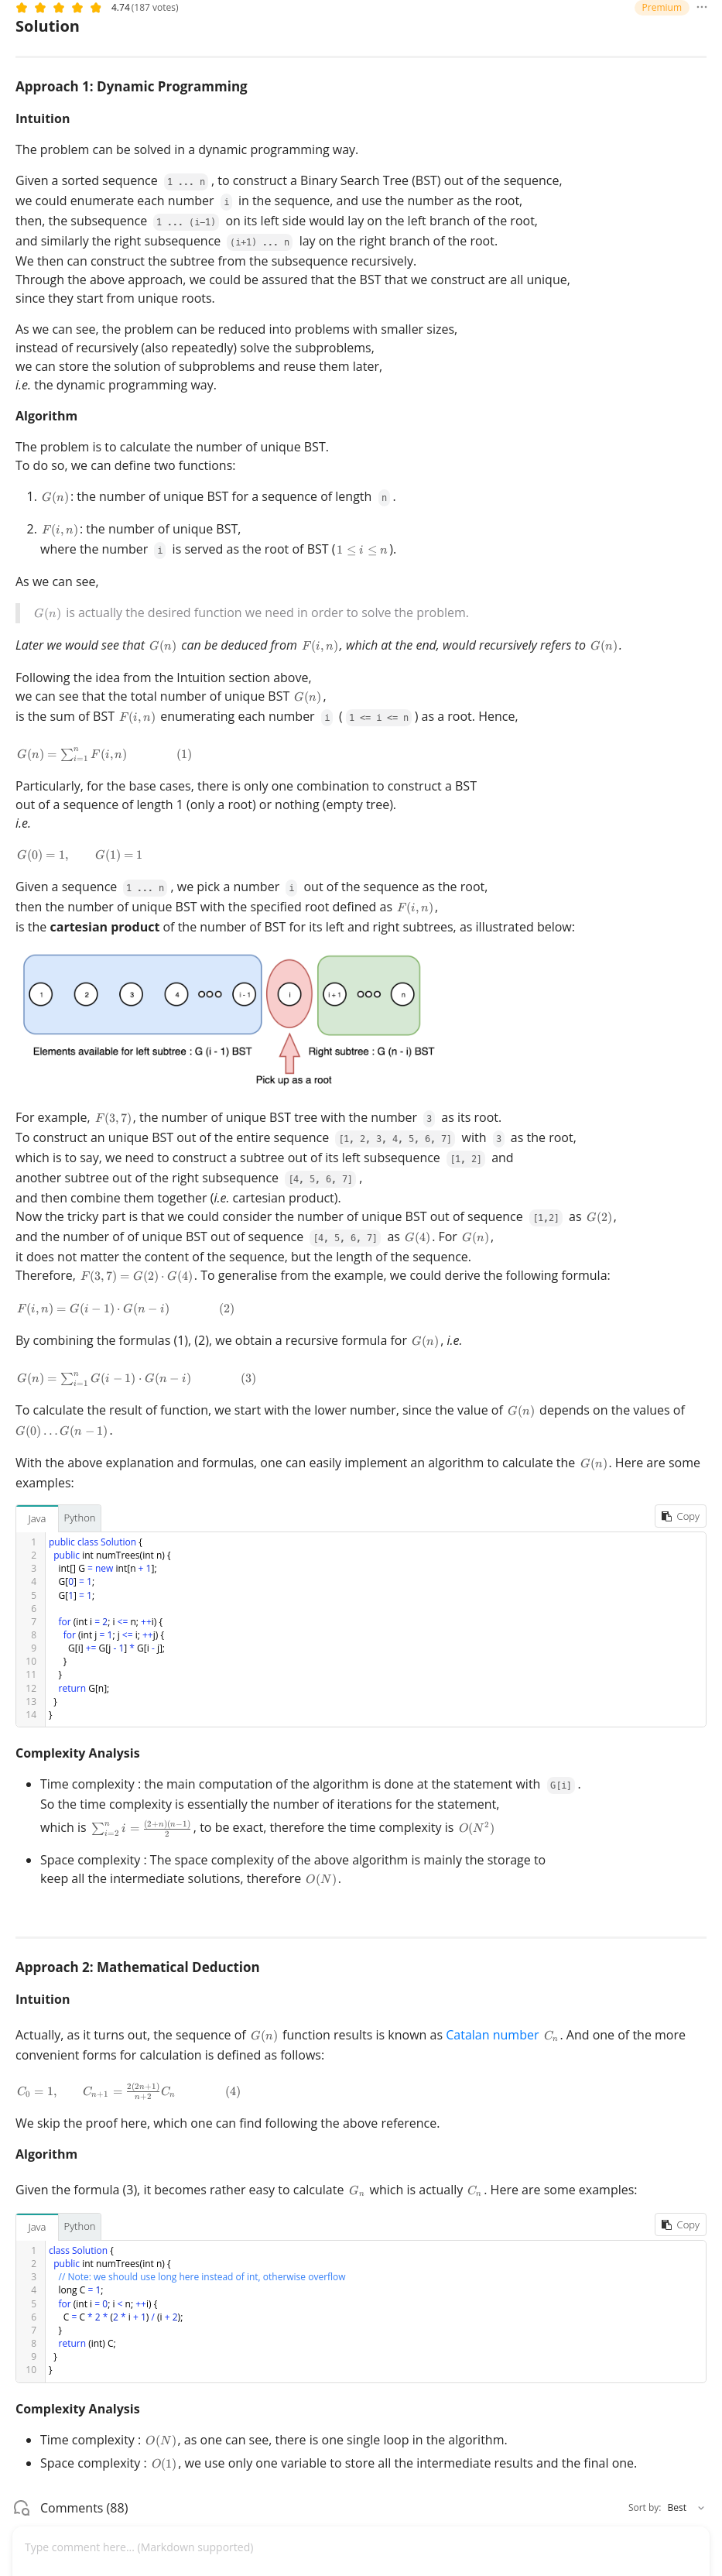 4.74 (187 votes)
Premium
Solution
Approach 1: Dynamic Programming
Intuition
The problem can be solved in a dynamic programming way.
Given a sorted sequence 1 ... n , to construct a Binary Search Tree (BST) out of the sequence,
we could enumerate each number i in the sequence, and use the number as the root,
then, the subsequence 1 ... (i-1) on its left side would lay on the left branch of the root,
and similarly the right subsequence (i+1) ... n lay on the right branch of the root.
We then can construct the subtree from the subsequence recursively.
Through the above approach, we could be assured that the BST that we construct are all unique,
since they start from unique roots.
As we can see, the problem can be reduced into problems with smaller sizes,
instead of recursively (also repeatedly) solve the subproblems,
we can store the solution of subproblems and reuse them later,
i.e. the dynamic programming way.
Algorithm
The problem is to calculate the number of unique BST.
To do so, we can define two functions:
1. G(n): the number of unique BST for a sequence of length n .
2. F(i, n): the number of unique BST,
where the number i is served as the root of BST (1 ≤ i ≤ n).
As we can see,
G(n) is actually the desired function we need in order to solve the problem.
Later we would see that G(n) can be deduced from F(i, n), which at the end, would recursively refers to G(n).
Following the idea from the Intuition section above,
we can see that the total number of unique BST G(n),
is the sum of BST F(i, n) enumerating each number i ( 1 <= i <= n ) as a root. Hence,
G(n) = ∑ⁿᵢ₌₁ F(i, n) (1)
Particularly, for the base cases, there is only one combination to construct a BST
out of a sequence of length 1 (only a root) or nothing (empty tree).
i.e.
G(0) = 1, G(1) = 1
Given a sequence 1 ... n , we pick a number i out of the sequence as the root,
then the number of unique BST with the specified root defined as F(i, n),
is the cartesian product of the number of BST for its left and right subtrees, as illustrated below:
1 2 3 4 ooo i - 1 i i + 1 ooo n
Elements available for left subtree : G (i - 1) BST
Right subtree : G (n - i) BST
Pick up as a root
For example, F(3, 7), the number of unique BST tree with the number 3 as its root.
To construct an unique BST out of the entire sequence [1, 2, 3, 4, 5, 6, 7] with 3 as the root,
which is to say, we need to construct a subtree out of its left subsequence [1, 2] and
another subtree out of the right subsequence [4, 5, 6, 7] ,
and then combine them together (i.e. cartesian product).
Now the tricky part is that we could consider the number of unique BST out of sequence [1,2] as G(2),
and the number of of unique BST out of sequence [4, 5, 6, 7] as G(4). For G(n),
it does not matter the content of the sequence, but the length of the sequence.
Therefore, F(3, 7) = G(2) · G(4). To generalise from the example, we could derive the following formula:
F(i, n) = G(i − 1) · G(n − i) (2)
By combining the formulas (1), (2), we obtain a recursive formula for G(n), i.e.
G(n) = ∑ⁿᵢ₌₁ G(i − 1) · G(n − i) (3)
To calculate the result of function, we start with the lower number, since the value of G(n) depends on the values of
G(0) … G(n − 1).
With the above explanation and formulas, one can easily implement an algorithm to calculate the G(n). Here are some
examples:
Java Python Copy
1 public class Solution {
2 public int numTrees(int n) {
3 int[] G = new int[n + 1];
4 G[0] = 1;
5 G[1] = 1;
6
7 for (int i = 2; i <= n; ++i) {
8 for (int j = 1; j <= i; ++j) {
9 G[i] += G[j - 1] * G[i - j];
10 }
11 }
12 return G[n];
13 }
14 }
Complexity Analysis
• Time complexity : the main computation of the algorithm is done at the statement with G[i] .
So the time complexity is essentially the number of iterations for the statement,
which is ∑ⁿᵢ₌₂ i = (2+n)(n−1)/2, to be exact, therefore the time complexity is O(N²)
• Space complexity : The space complexity of the above algorithm is mainly the storage to
keep all the intermediate solutions, therefore O(N).
Approach 2: Mathematical Deduction
Intuition
Actually, as it turns out, the sequence of G(n) function results is known as Catalan number Cₙ. And one of the more
convenient forms for calculation is defined as follows:
C₀ = 1, Cₙ₊₁ = 2(2n+1)/n+2 Cₙ (4)
We skip the proof here, which one can find following the above reference.
Algorithm
Given the formula (3), it becomes rather easy to calculate Gₙ which is actually Cₙ. Here are some examples:
Java Python Copy
1 class Solution {
2 public int numTrees(int n) {
3 // Note: we should use long here instead of int, otherwise overflow
4 long C = 1;
5 for (int i = 0; i < n; ++i) {
6 C = C * 2 * (2 * i + 1) / (i + 2);
7 }
8 return (int) C;
9 }
10 }
Complexity Analysis
• Time complexity : O(N), as one can see, there is one single loop in the algorithm.
• Space complexity : O(1), we use only one variable to store all the intermediate results and the final one.
Comments (88)
Sort by: Best
Type comment here... (Markdown supported)